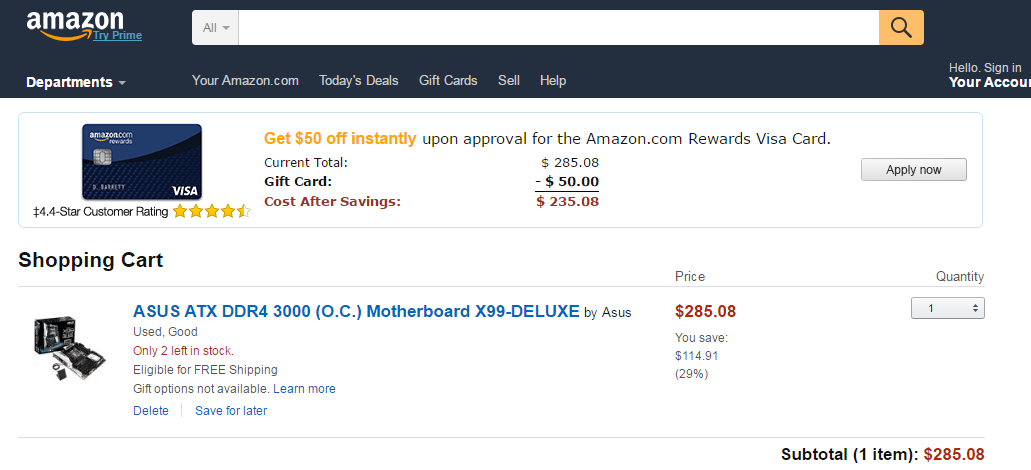 amazon
Try Prime
All
Departments
Your Amazon.com Today's Deals Gift Cards Sell Help
Hello. Sign in
Your Accou
amazon.com
rewards
D. BARRETT
VISA
‡4.4-Star Customer Rating
Get $50 off instantly upon approval for the Amazon.com Rewards Visa Card.
Current Total: $ 285.08
Gift Card: - $ 50.00
Cost After Savings: $ 235.08
Apply now
Shopping Cart
Price Quantity
ASUS ATX DDR4 3000 (O.C.) Motherboard X99-DELUXE by Asus
Used, Good
Only 2 left in stock.
Eligible for FREE Shipping
Gift options not available. Learn more
Delete Save for later
$285.08
You save:
$114.91
(29%)
1
Subtotal (1 item): $285.08